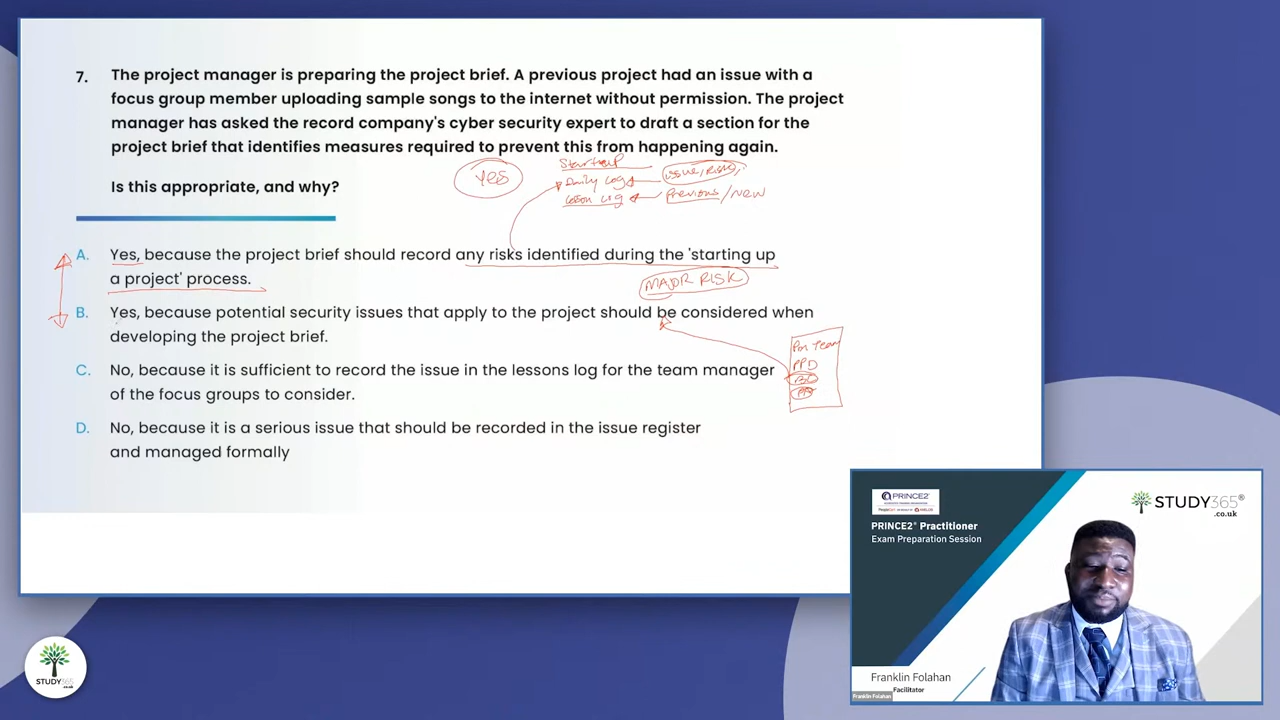 7. The project manager is preparing the project brief. A previous project had an issue with a
focus group member uploading sample songs to the internet without permission. The project
manager has asked the record company's cyber security expert to draft a section for the
project brief that identifies measures required to prevent this from happening again.
Is this appropriate, and why?
Yes
Startup
Daily Log
issue, Risk,
Lesson Log
Previous / New
A. Yes, because the project brief should record any risks identified during the 'starting up
a project' process.
MAJOR RISK
B. Yes, because potential security issues that apply to the project should be considered when
developing the project brief.
Pm Team
PPD
C. No, because it is sufficient to record the issue in the lessons log for the team manager
of the focus groups to consider.
D. No, because it is a serious issue that should be recorded in the issue register
and managed formally
PRINCE2®
STUDY365®
.co.uk
PRINCE2® Practitioner
Exam Preparation Session
Franklin Folahan
Facilitator
Franklin Folahan
STUDY365
.co.uk